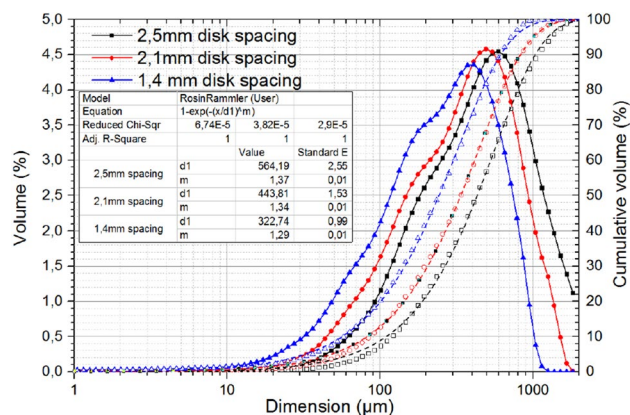 2,5mm disk spacing
2,1mm disk spacing
1,4 mm disk spacing
Model RosinRammler (User)
Equation 1-exp(-(x/d1)^m)
Reduced Chi-Sqr 6,74E-5 3,82E-5 2,9E-5
Adj. R-Square 1 1 1
Value Standard E
2,5mm spacing d1 564,19 2,55
m 1,37 0,01
2,1mm spacing d1 443,81 1,53
m 1,34 0,01
1,4mm spacing d1 322,74 0,99
m 1,29 0,01
Volume (%)
5,0
4,5
4,0
3,5
3,0
2,5
2,0
1,5
1,0
0,5
0,0
Cumulative volume (%)
100
90
80
70
60
50
40
30
20
10
0
1 10 100 1000
Dimension (µm)